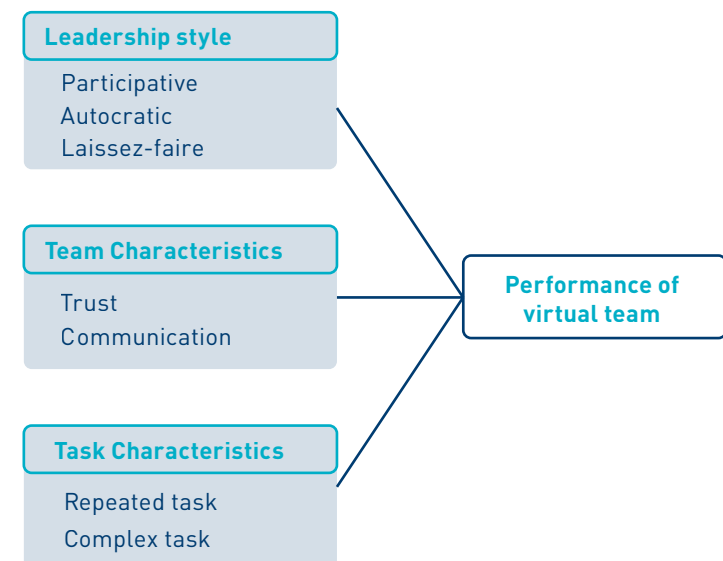 Leadership style
Participative
Autocratic
Laissez-faire
Team Characteristics
Trust
Communication
Performance of
virtual team
Task Characteristics
Repeated task
Complex task